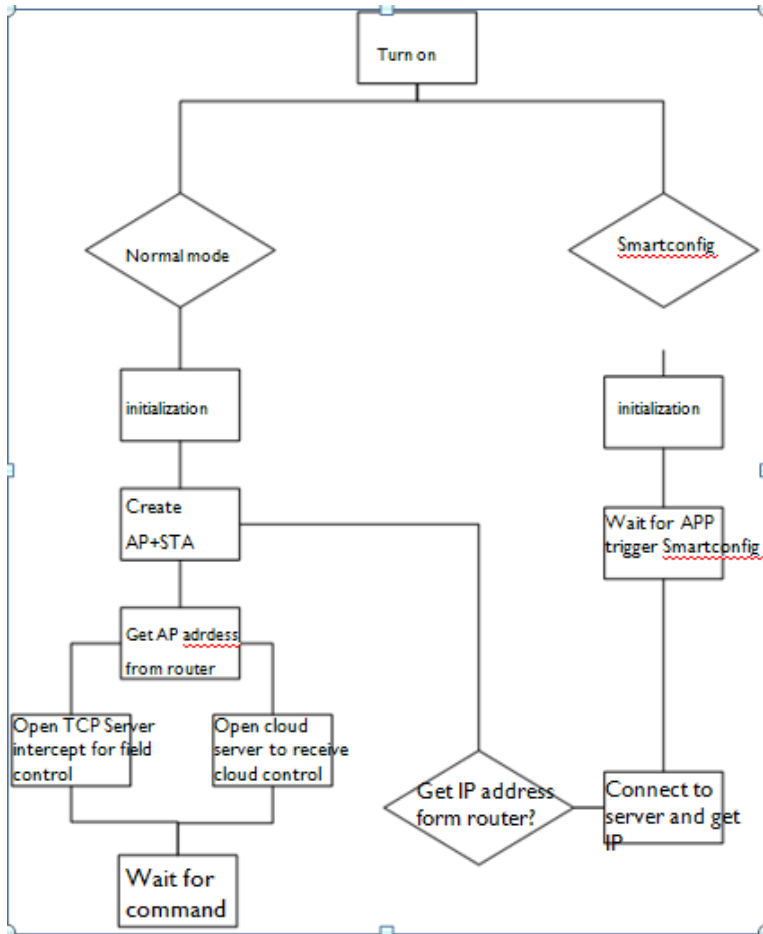 Turn on
Normal mode
Smartconfig
initialization
initialization
Create
AP+STA
Wait for APP
trigger Smartconfig
Get AP adrdess
from router
Open TCP Server
intercept for field
control
Open cloud
server to receive
cloud control
Get IP address
form router?
Connect to
server and get
IP
Wait for
command